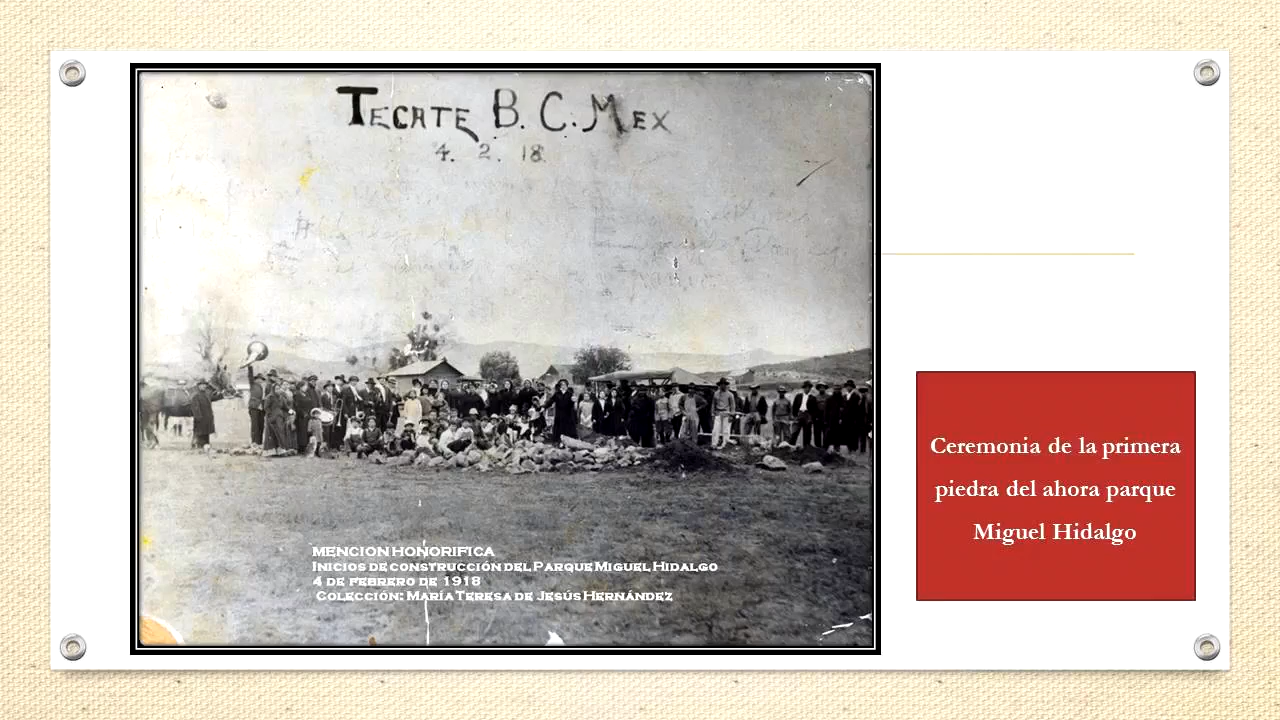 TECATE B. C. MEX
4. 2. 18
MENCION HONORIFICA
INICIOS DE CONSTRUCCIÓN DEL PARQUE MIGUEL HIDALGO
4 DE FEBRERO DE 1918
COLECCIÓN: MARÍA TERESA DE JESÚS HERNÁNDEZ
Ceremonia de la primera
piedra del ahora parque
Miguel Hidalgo